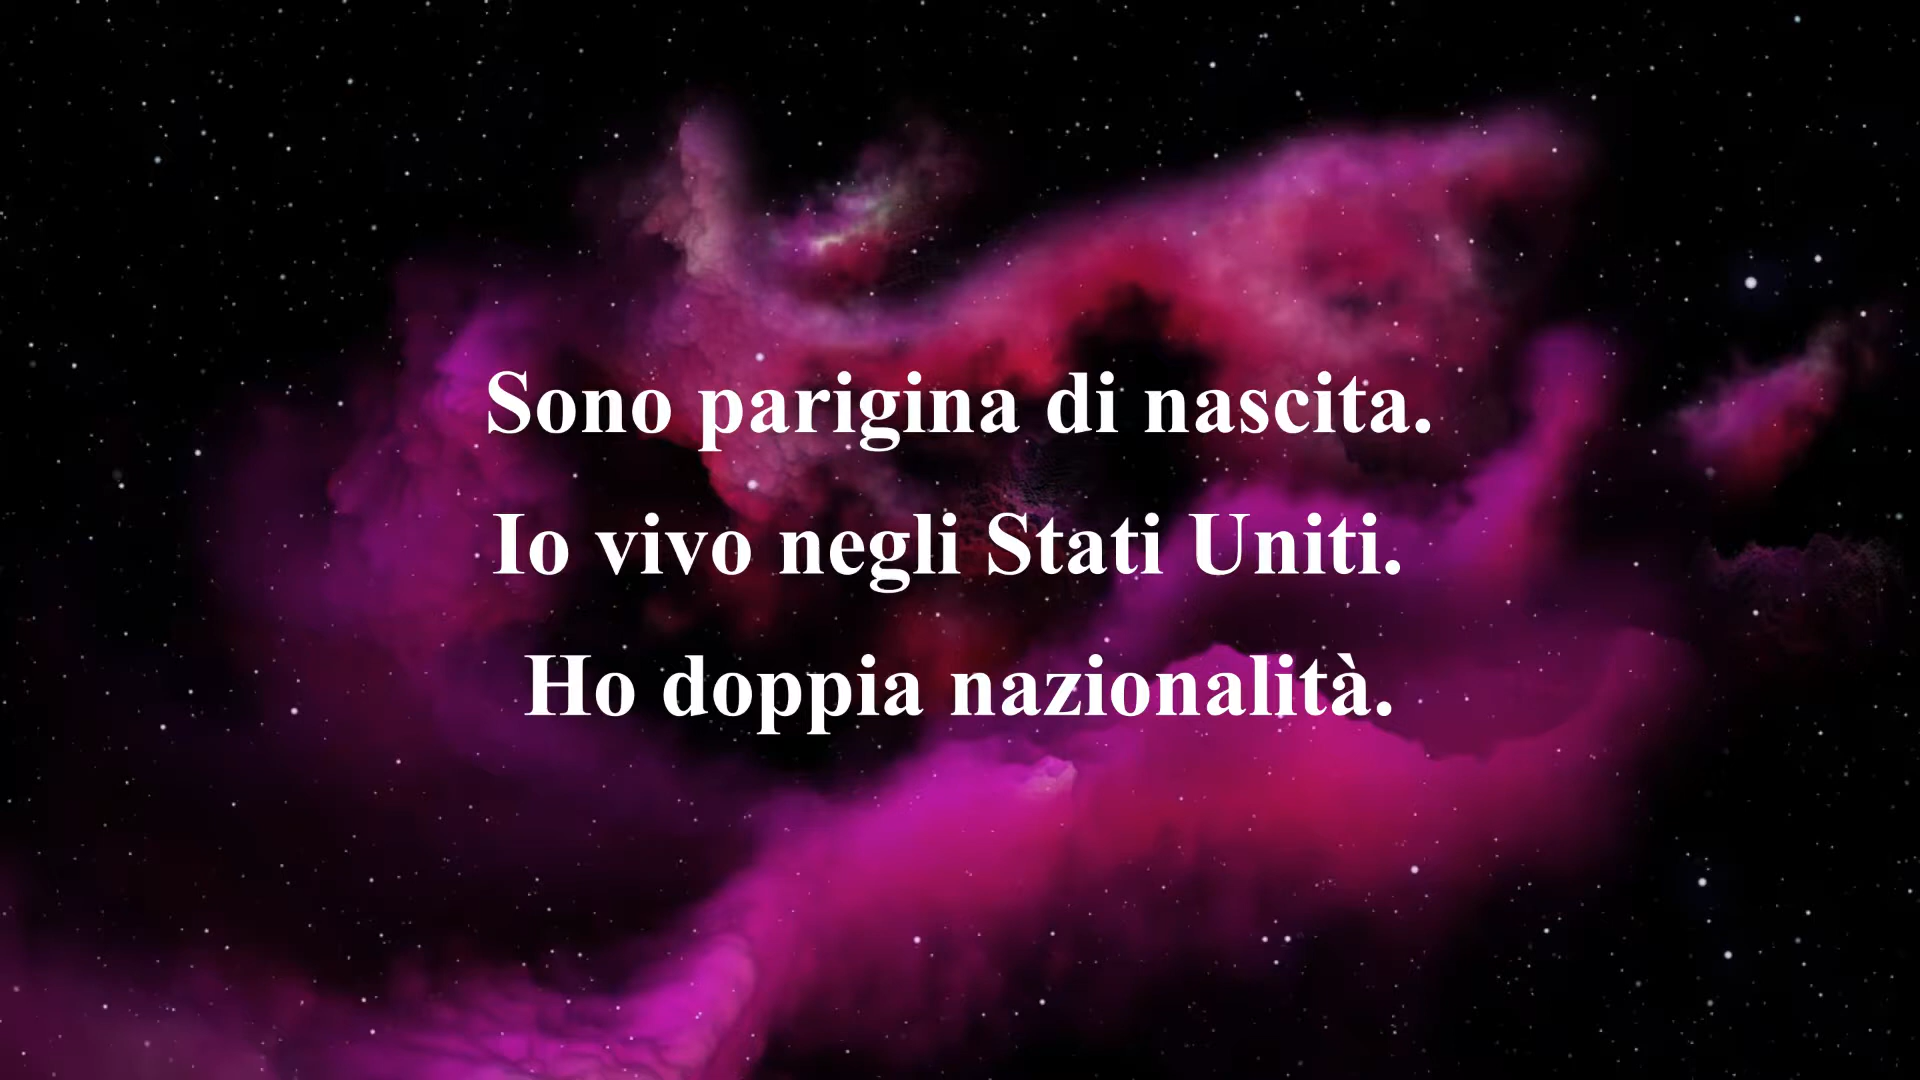 Sono parigina di nascita.
Io vivo negli Stati Uniti.
Ho doppia nazionalità.